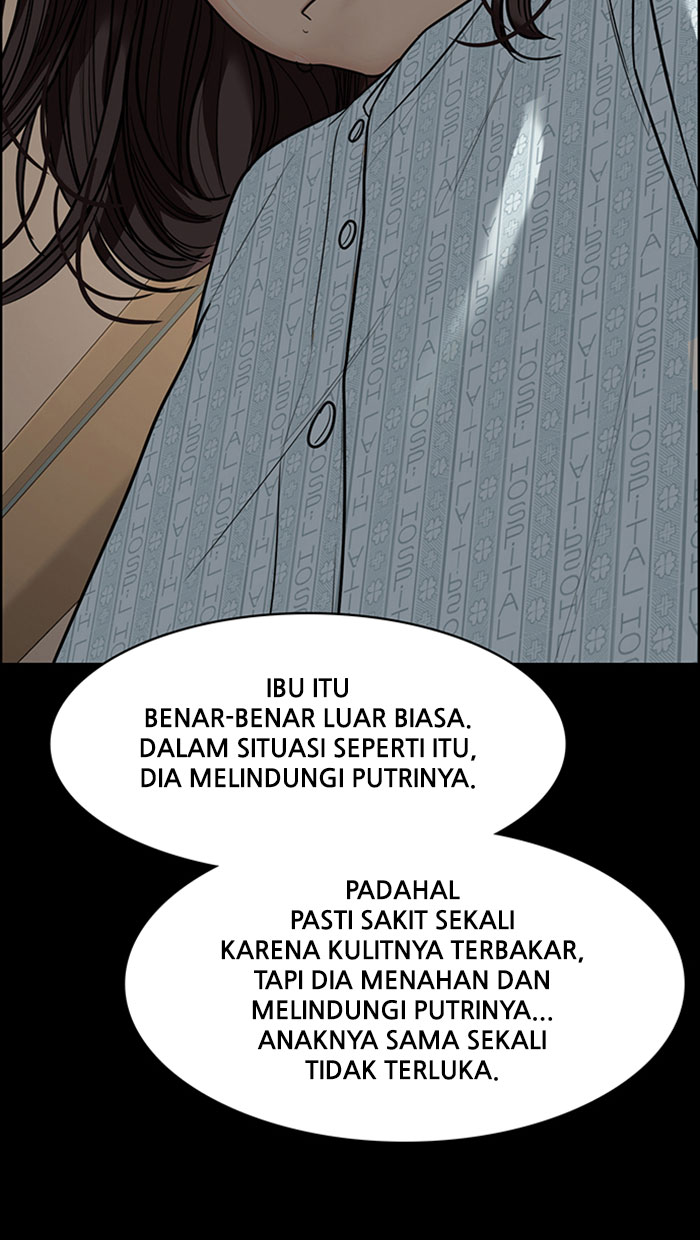 IBU ITU
BENAR-BENAR LUAR BIASA.
DALAM SITUASI SEPERTI ITU,
DIA MELINDUNGI PUTRINYA.
PADAHAL
PASTI SAKIT SEKALI
KARENA KULITNYA TERBAKAR,
TAPI DIA MENAHAN DAN
MELINDUNGI PUTRINYA...
ANAKNYA SAMA SEKALI
TIDAK TERLUKA.
HOSPITAL